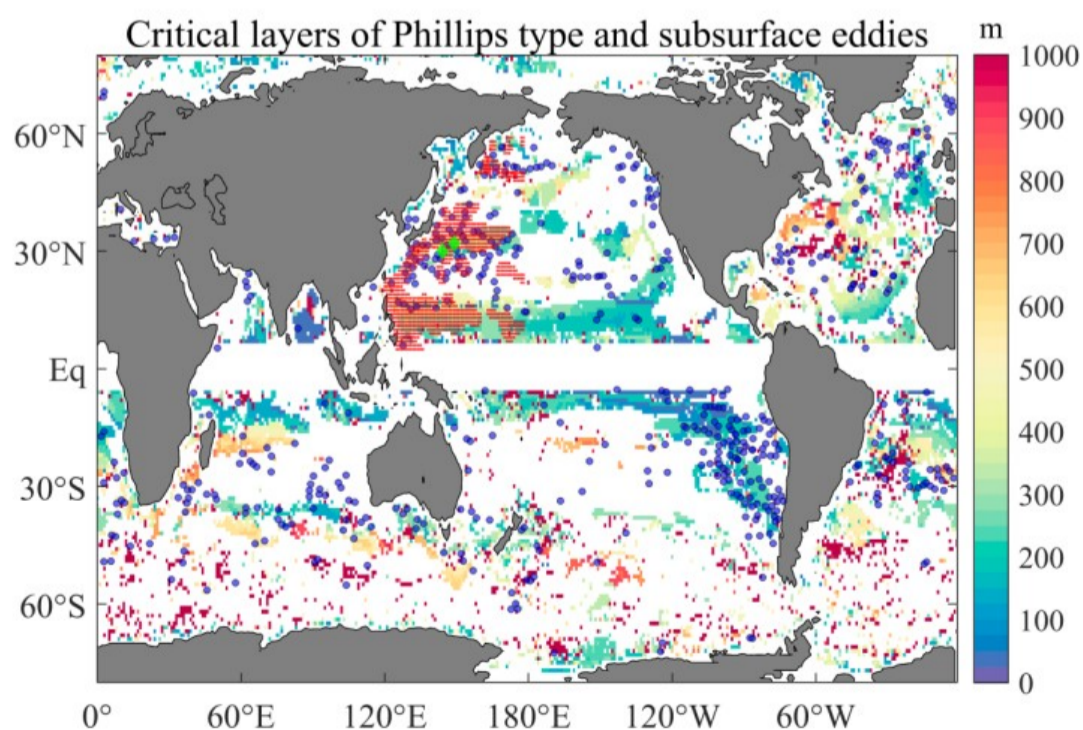 Critical layers of Phillips type and subsurface eddies
m
1000
900
800
700
600
500
400
300
200
100
0
60°N
30°N
Eq
30°S
60°S
0° 60°E 120°E 180°E 120°W 60°W